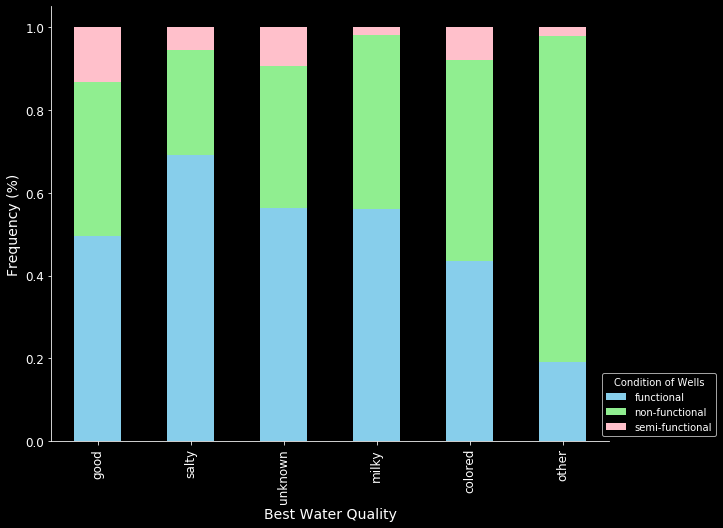 1.0
0.8
0.6
0.4
0.2
0.0
Frequency (%)
good
salty
unknown
milky
colored
other
Best Water Quality
Condition of Wells
functional
non-functional
semi-functional